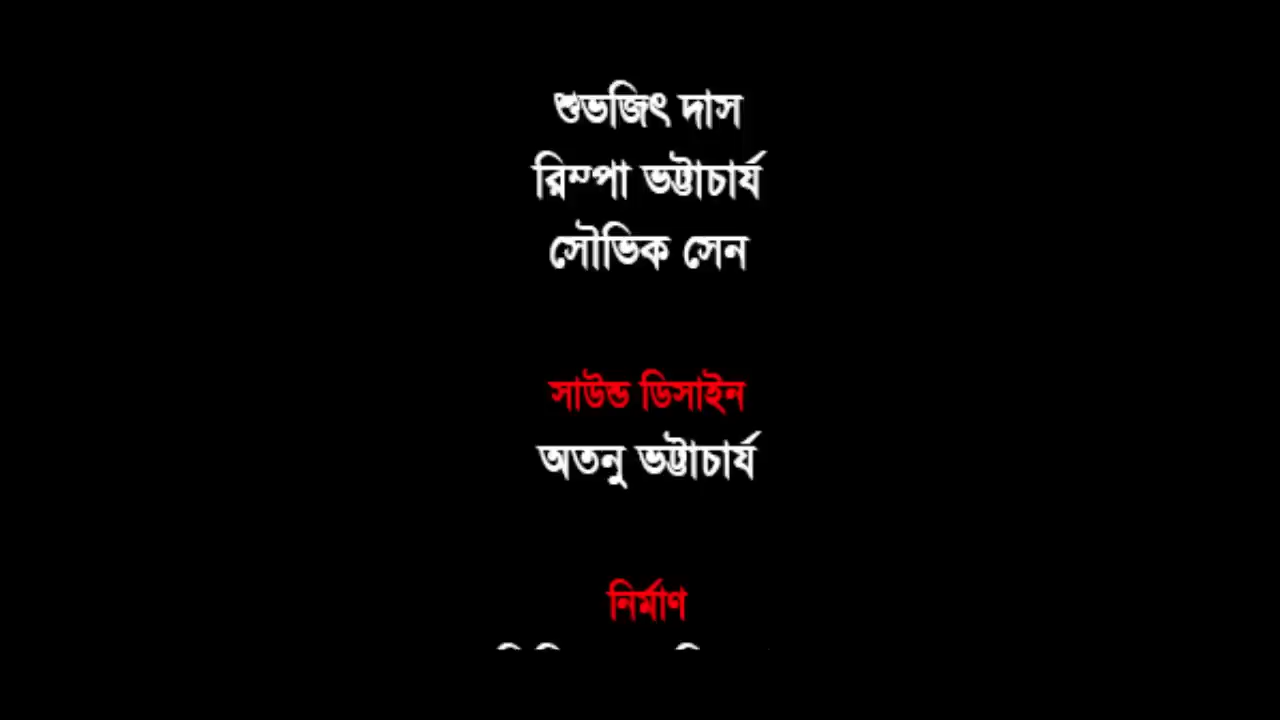 শুভজিৎ দাস
রিম্পা ভট্টাচার্য
সৌভিক সেন
সাউন্ড ডিসাইন
অতনু ভট্টাচার্য
নির্মাণ